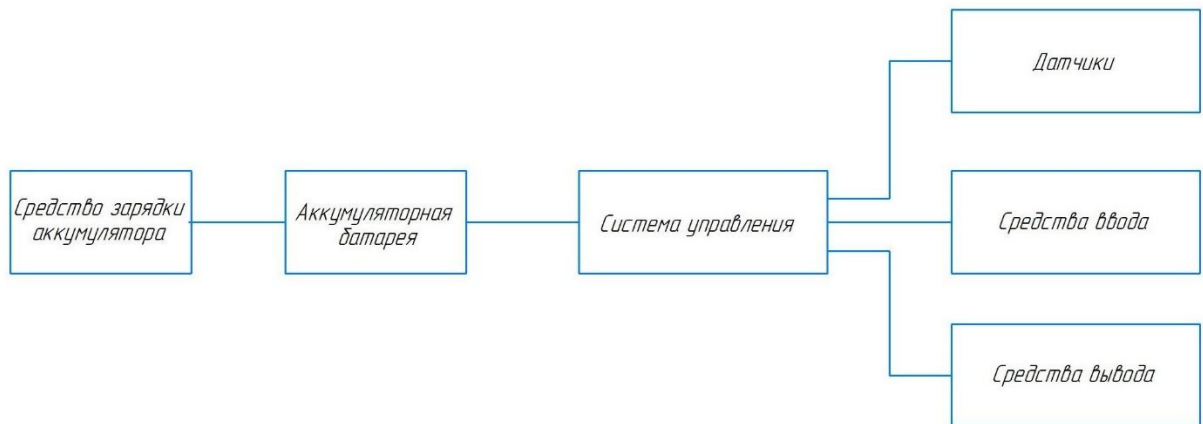 Датчики
Средство зарядки
аккумулятора
Аккумуляторная
батарея
Система управления
Средства ввода
Средства вывода